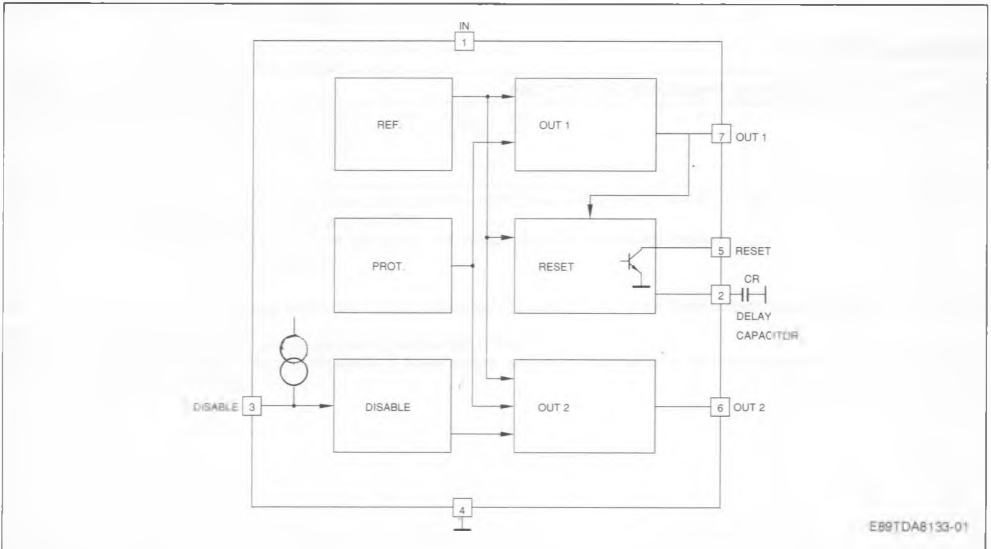 IN
1
REF.
OUT 1
7 OUT 1
PROT.
RESET
5 RESET
CR
2
DELAY
CAPACITOR
DISABLE 3
DISABLE
OUT 2
6 OUT 2
4
E89TDA8133-01